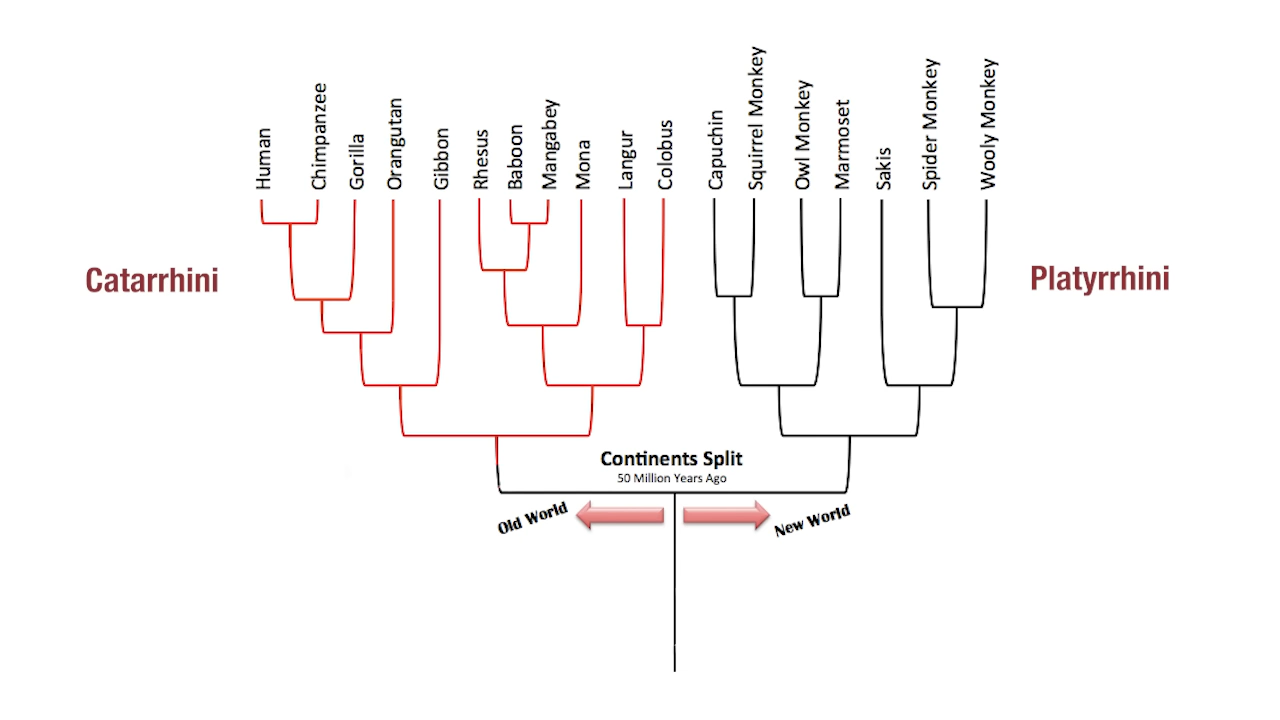 Human
Chimpanzee
Gorilla
Orangutan
Gibbon
Rhesus
Baboon
Mangabey
Mona
Langur
Colobus
Capuchin
Squirrel Monkey
Owl Monkey
Marmoset
Sakis
Spider Monkey
Wooly Monkey
Catarrhini
Platyrrhini
Continents Split
50 Million Years Ago
Old World
New World